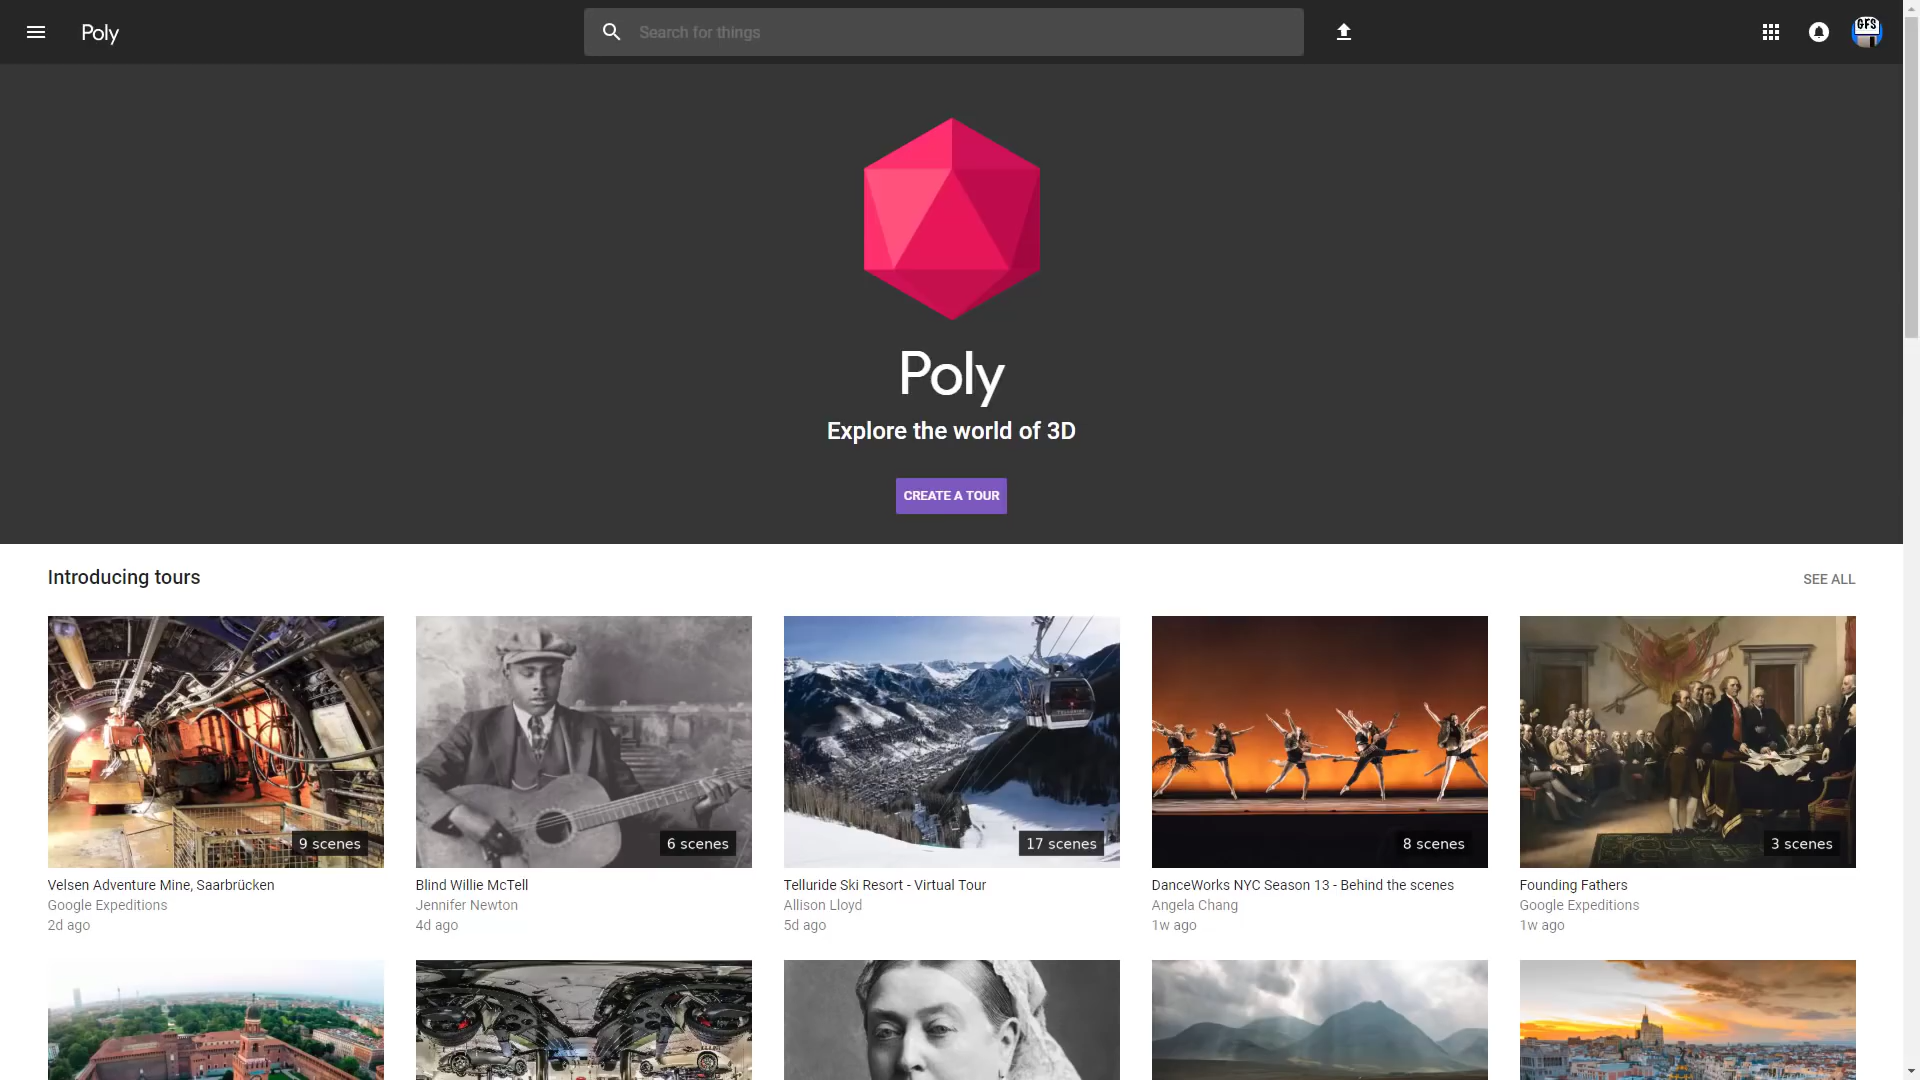 Poly
Search for things
GFS
Poly
Explore the world of 3D
CREATE A TOUR
Introducing tours
SEE ALL
9 scenes
6 scenes
17 scenes
8 scenes
3 scenes
Velsen Adventure Mine, Saarbrücken
Google Expeditions
2d ago
Blind Willie McTell
Jennifer Newton
4d ago
Telluride Ski Resort - Virtual Tour
Allison Lloyd
5d ago
DanceWorks NYC Season 13 - Behind the scenes
Angela Chang
1w ago
Founding Fathers
Google Expeditions
1w ago